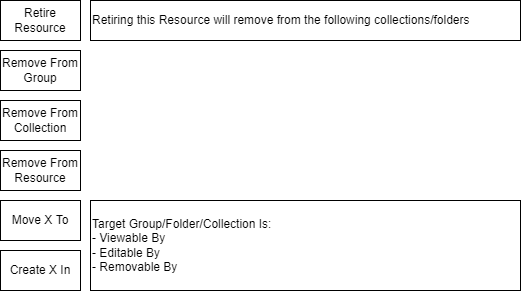 Retire
Resource
Retiring this Resource will remove from the following collections/folders
Remove From
Group
Remove From
Collection
Remove From
Resource
Move X To
Target Group/Folder/Collection Is:
- Viewable By
- Editable By
- Removable By
Create X In